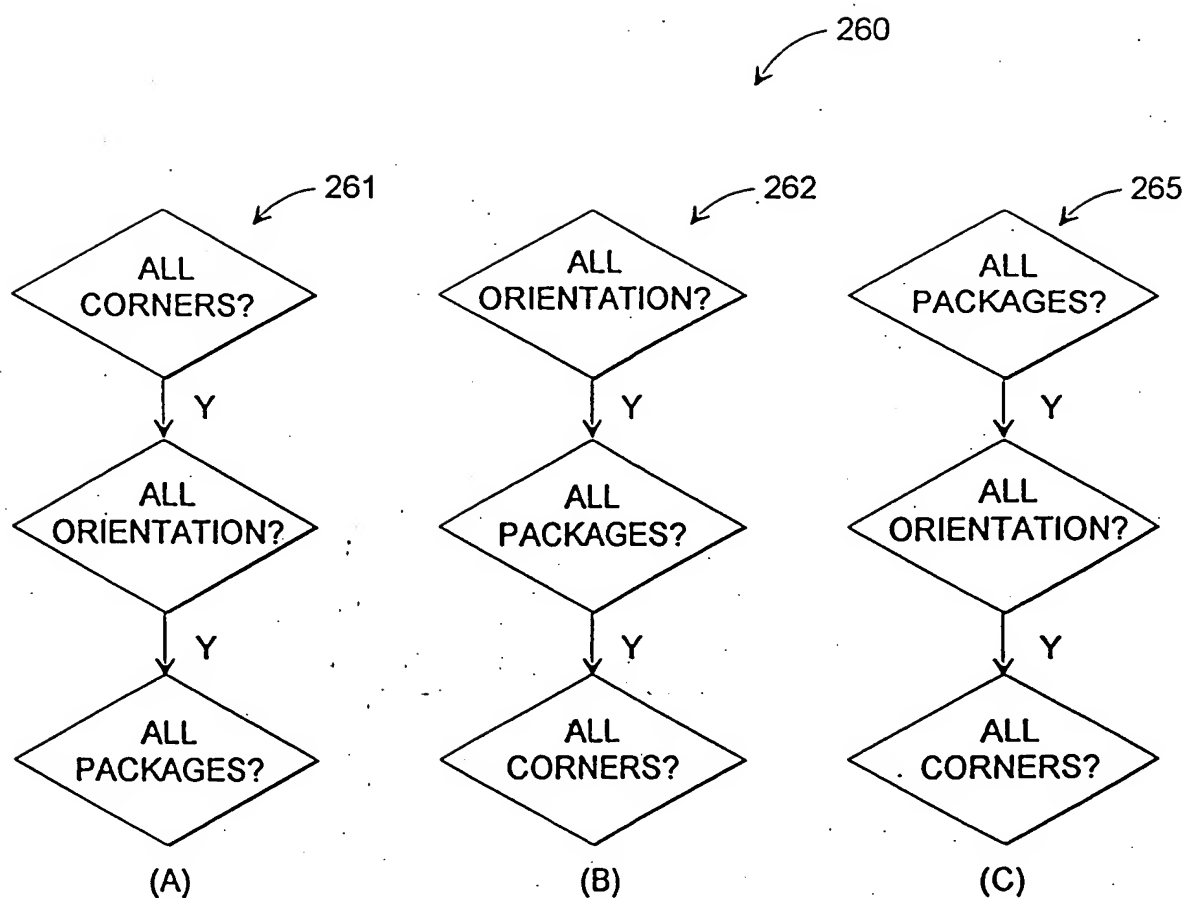 260
261
ALL
CORNERS?
Y
ALL
ORIENTATION?
Y
ALL
PACKAGES?
(A)
262
ALL
ORIENTATION?
Y
ALL
PACKAGES?
Y
ALL
CORNERS?
(B)
265
ALL
PACKAGES?
Y
ALL
ORIENTATION?
Y
ALL
CORNERS?
(C)